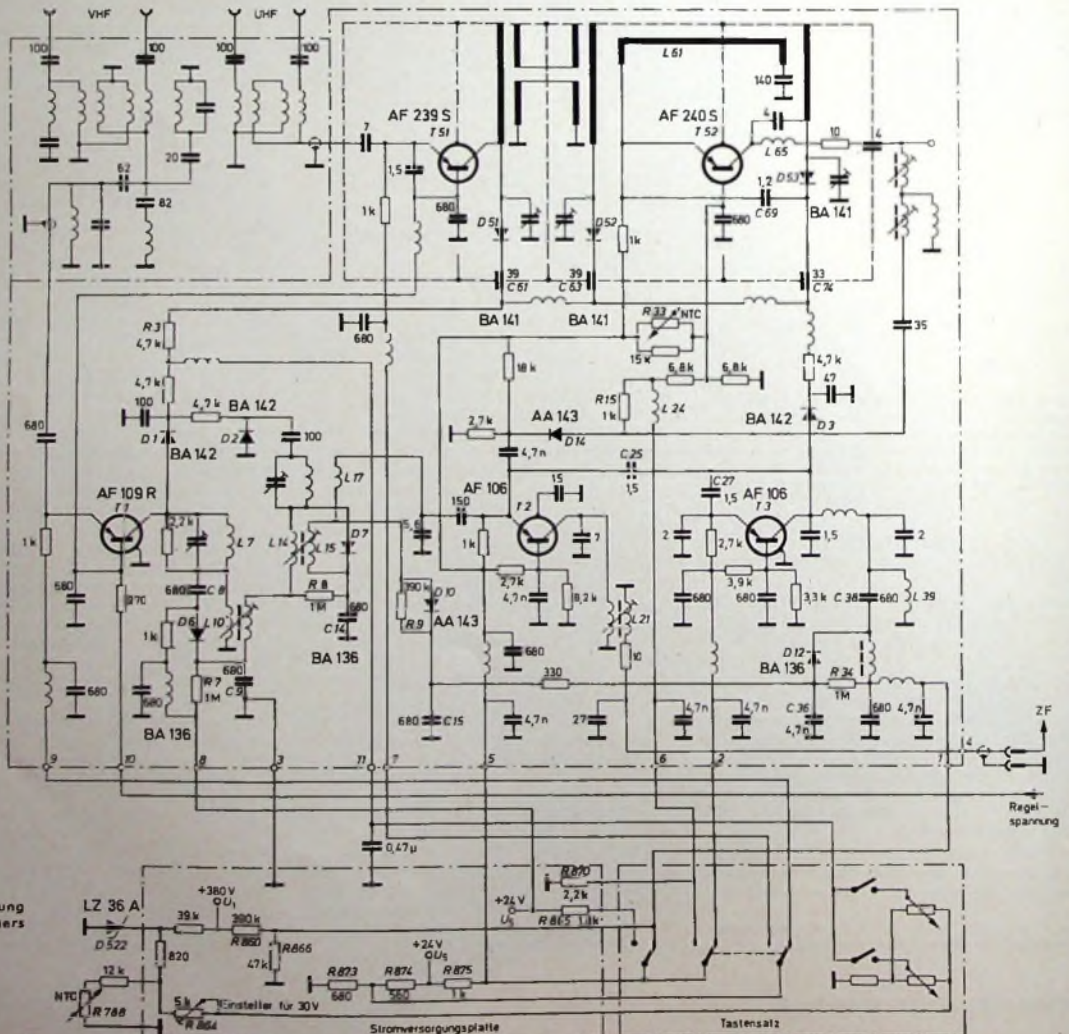 VHF UHF
100 100 100 100
L61
140
AF 239 S AF 240 S
T51 T52
7 4 10 4
1,5 L65
62 20
82
D53
1k 680 1,2 C69 680 BA 141
D51 D52 1k
39 C61 39 C63 33 C74
BA 141 BA 141
R3 4,7k
680
R33 NTC
15k
35
18k 6,8k 6,8k 4,7k
4,7k 47
100 4,7k BA 142
R15 1k L24 BA 142
AA 143
2,7k D14 D3
680 D1 D2 100
BA 142
4,7n C25 1,5
C27 1,5
L17
AF 109 R AF 106 AF 106
T1 T2 T3
150 15
1k 2,2k L7 L14 L15 D7 1k 7 2 2,7k 1,5 2
680 C8
R8 1M 680 C14
390k R9 D10 AA 143
2,7k 4,7n 8,2k L21
3,9k 680 680 3,3k C38 680 L39
680 270 D6 L10
BA 136
1k 680 10
D12 BA 136 R34 1M
680 680 R7 1M 680 C9
330
BA 136
680 C15 4,7n 27 4,7n 4,7n C36 4,7n 680 4,7n
ZF
9 10 8 3 11 7 5 6 2 1 4
Regel-
spannung
0,47µ
ung
ers
LZ 36 A
D522
+380V U1
39k 380k R860
R866 47k
820
R870 2,2k
+24V U5
R865 1,8k
+24V U5
R873 680 R874 560 R875 1k
12k
NTC R788
5k R864 Einsteller für 30V
Stromversorgungsplatte Tastensatz